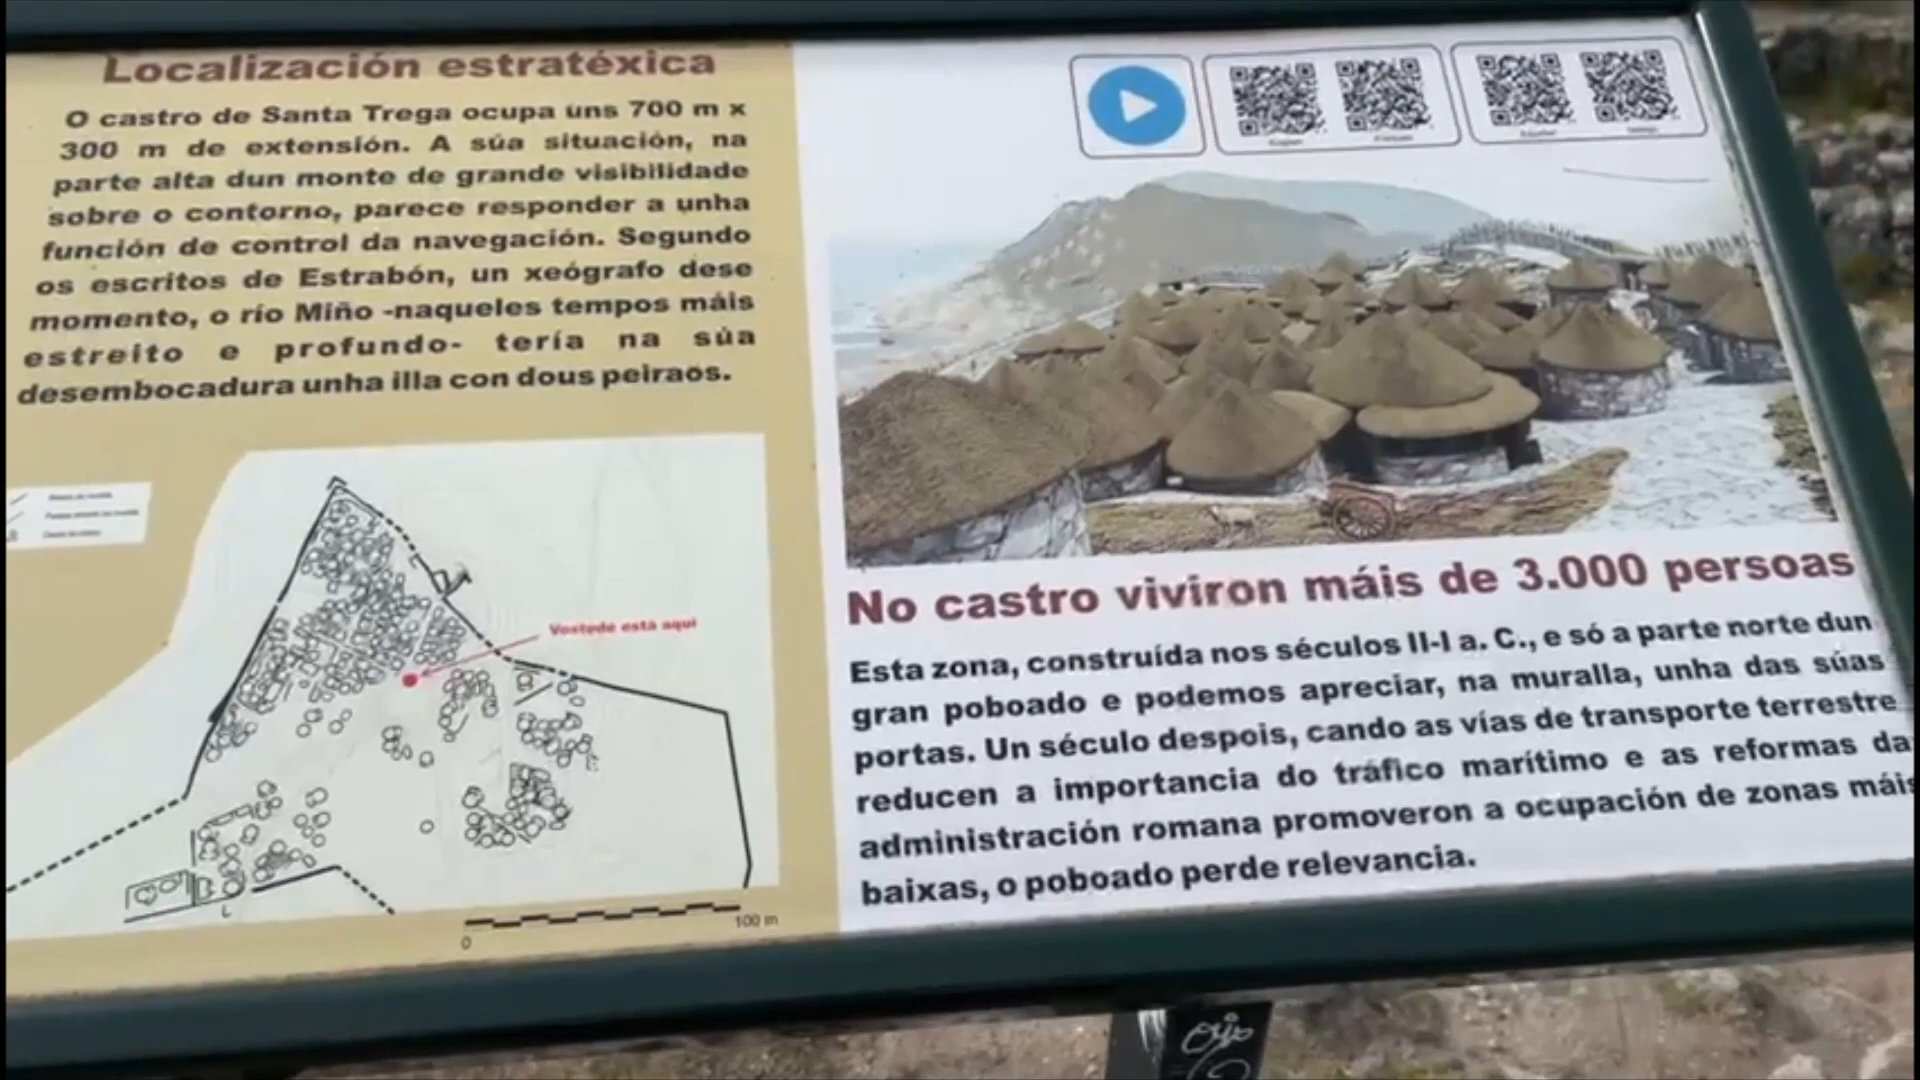 Localización estratéxica
O castro de Santa Trega ocupa uns 700 m x
300 m de extensión. A súa situación, na
parte alta dun monte de grande visibilidade
sobre o contorno, parece responder a unha
función de control da navegación. Segundo
os escritos de Estrabón, un xeógrafo dese
momento, o río Miño -naqueles tempos máis
estreito e profundo- tería na súa
desembocadura unha illa con dous peiraos.
Vostede está aquí
0
100 m
No castro viviron máis de 3.000 persoas
Esta zona, construída nos séculos II-I a. C., e só a parte norte dun
gran poboado e podemos apreciar, na muralla, unha das súas
portas. Un século despois, cando as vías de transporte terrestre
reducen a importancia do tráfico marítimo e as reformas da
administración romana promoveron a ocupación de zonas máis
baixas, o poboado perde relevancia.